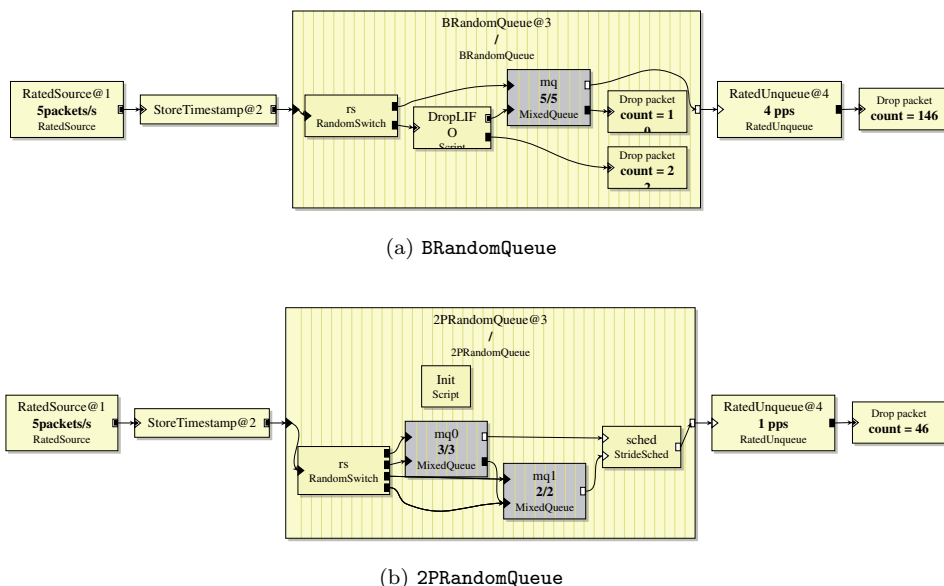 BRandomQueue@3
/
BRandomQueue
RatedSource@1
5packets/s
RatedSource
StoreTimestamp@2
rs
RandomSwitch
DropLIF
O
Script
mq
5/5
MixedQueue
Drop packet
count = 1
0
Drop packet
count = 2
2
RatedUnqueue@4
4 pps
RatedUnqueue
Drop packet
count = 146
(a) BRandomQueue
2PRandomQueue@3
/
2PRandomQueue
Init
Script
RatedSource@1
5packets/s
RatedSource
StoreTimestamp@2
rs
RandomSwitch
mq0
3/3
MixedQueue
mq1
2/2
MixedQueue
sched
StrideSched
RatedUnqueue@4
1 pps
RatedUnqueue
Drop packet
count = 46
(b) 2PRandomQueue